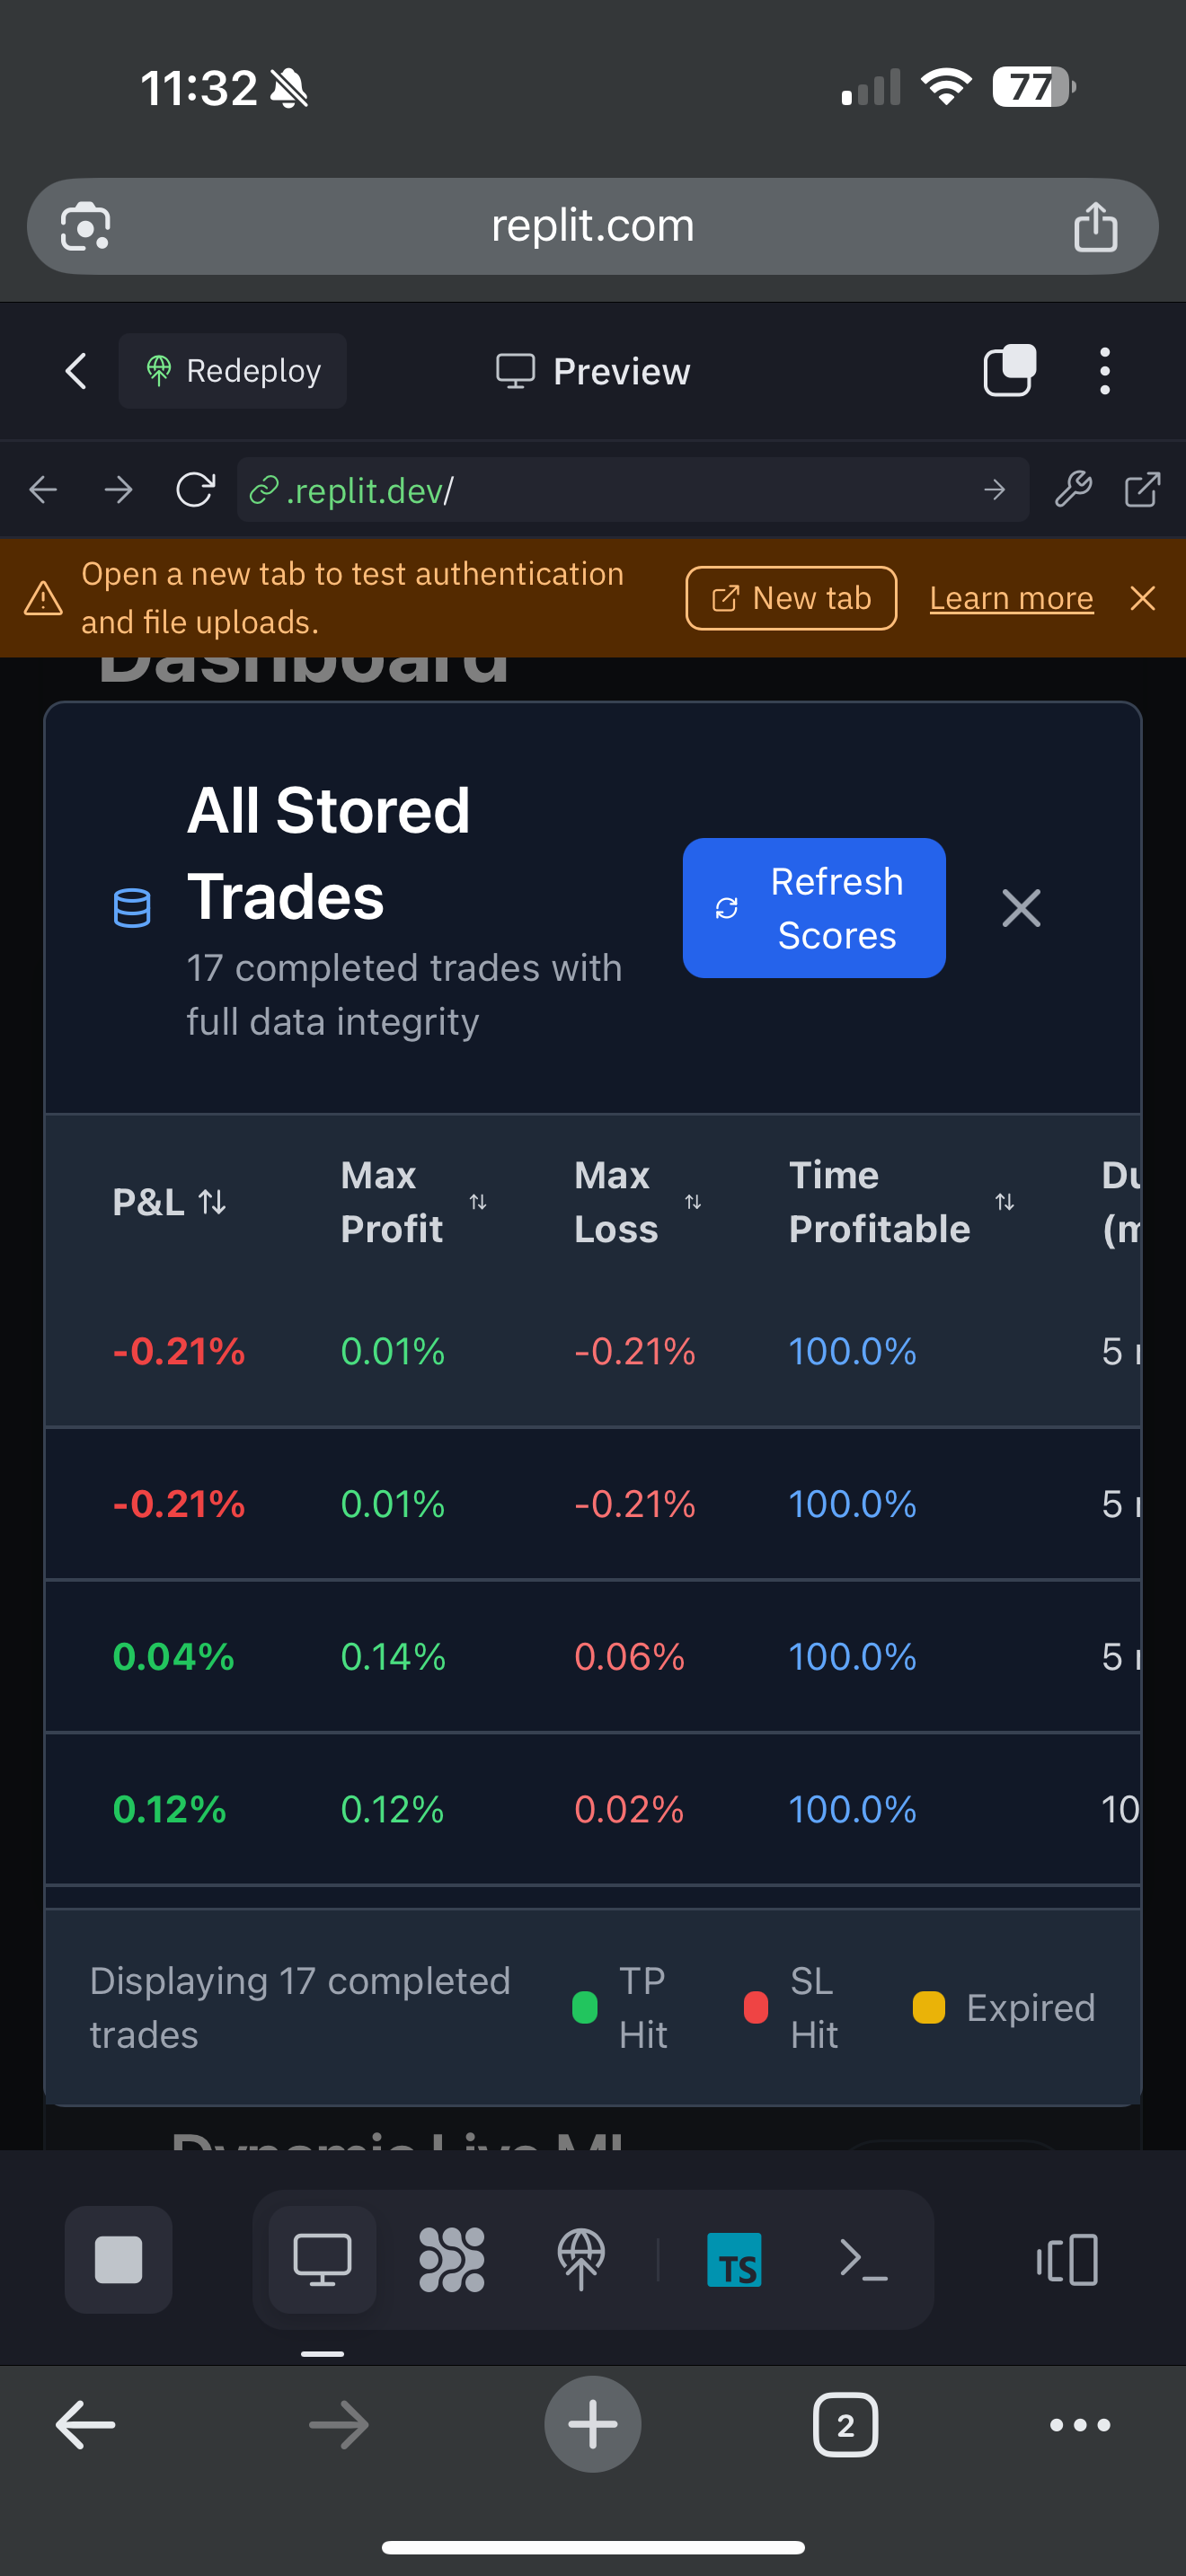 11:32
77
replit.com
Redeploy
Preview
.replit.dev/
Open a new tab to test authentication
and file uploads.
New tab
Learn more
Dashboard
All Stored
Trades
17 completed trades with
full data integrity
Refresh
Scores
P&L
Max
Profit
Max
Loss
Time
Profitable
-0.21% 0.01% -0.21% 100.0% 5
-0.21% 0.01% -0.21% 100.0% 5
0.04% 0.14% 0.06% 100.0% 5
0.12% 0.12% 0.02% 100.0% 10
Displaying 17 completed
trades
TP
Hit
SL
Hit
Expired
Dynamic Live ML
TS
2